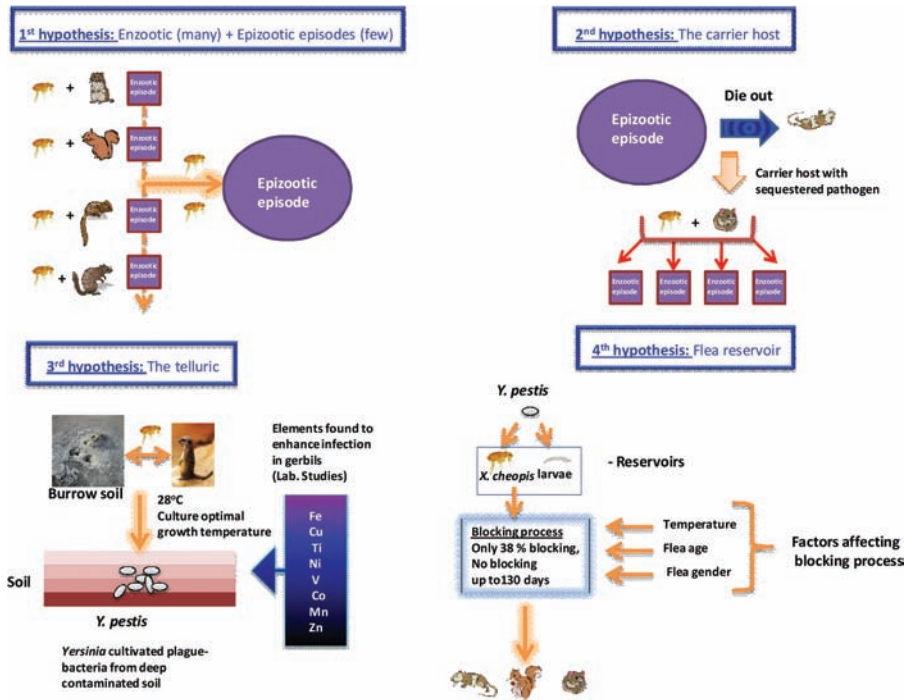 1st hypothesis: Enzootic (many) + Epizootic episodes (few)
+
Enzootic
episode
+
Enzootic
episode
+
Enzootic
episode
+
Enzootic
episode
Epizootic
episode
2nd hypothesis: The carrier host
Epizootic
episode
Die out
Carrier host with
sequestered pathogen
+
Enzootic
episode
Enzootic
episode
Enzootic
episode
Enzootic
episode
3rd hypothesis: The telluric
Burrow soil
28°C
Culture optimal
growth temperature
Soil
Y. pestis
Yersinia cultivated plague-
bacteria from deep
contaminated soil
Elements found to
enhance infection
in gerbils
(Lab. Studies)
Fe
Cu
Ti
Ni
V
Co
Mn
Zn
4th hypothesis: Flea reservoir
Y. pestis
X. cheopis larvae
- Reservoirs
Blocking process
Only 38 % blocking,
No blocking
up to130 days
Temperature
Flea age
Flea gender
Factors affecting
blocking process